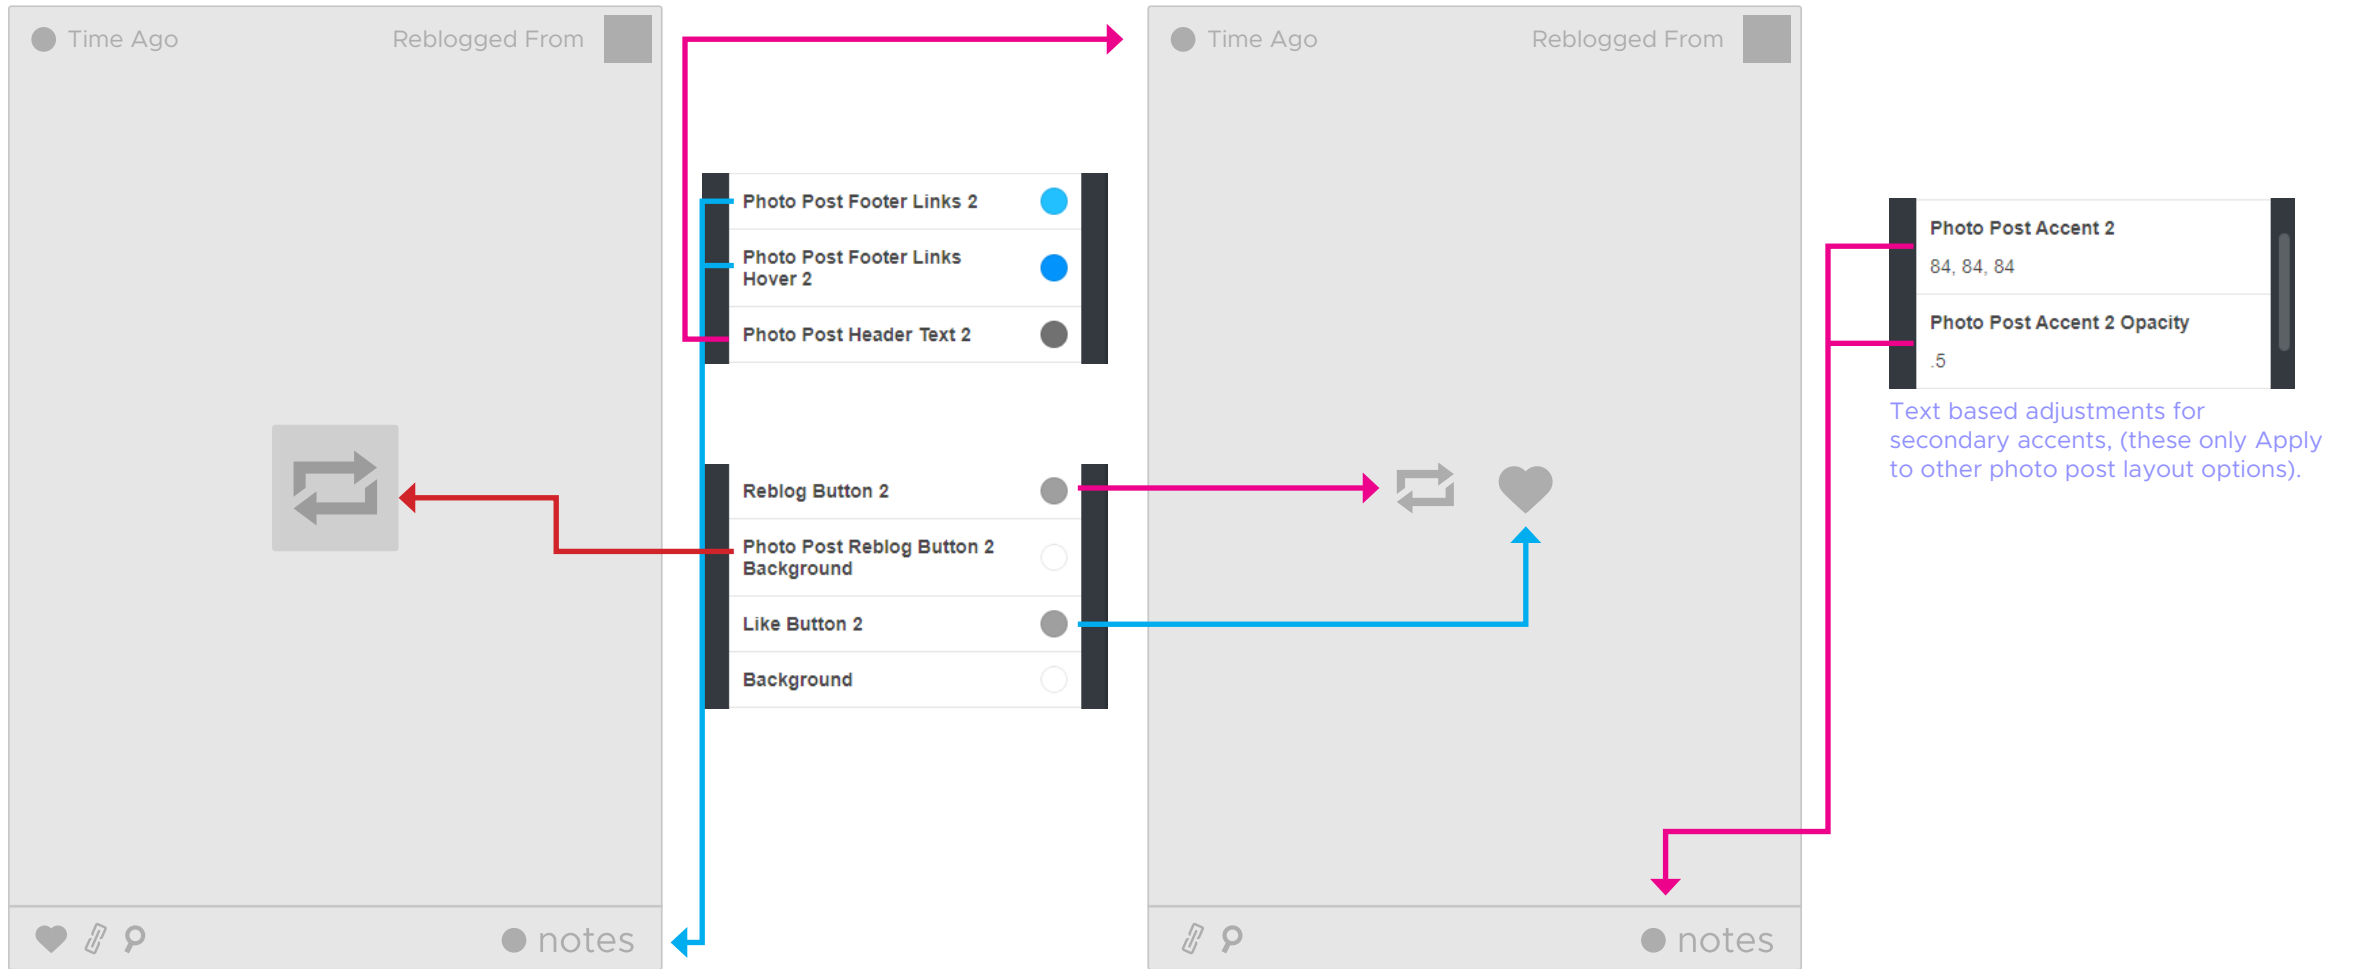 Time Ago
Reblogged From
Photo Post Footer Links 2
Photo Post Footer Links
Hover 2
Photo Post Header Text 2
Reblog Button 2
Photo Post Reblog Button 2
Background
Like Button 2
Background
notes
Time Ago
Reblogged From
notes
Photo Post Accent 2
84, 84, 84
Photo Post Accent 2 Opacity
.5
Text based adjustments for
secondary accents, (these only Apply
to other photo post layout options).